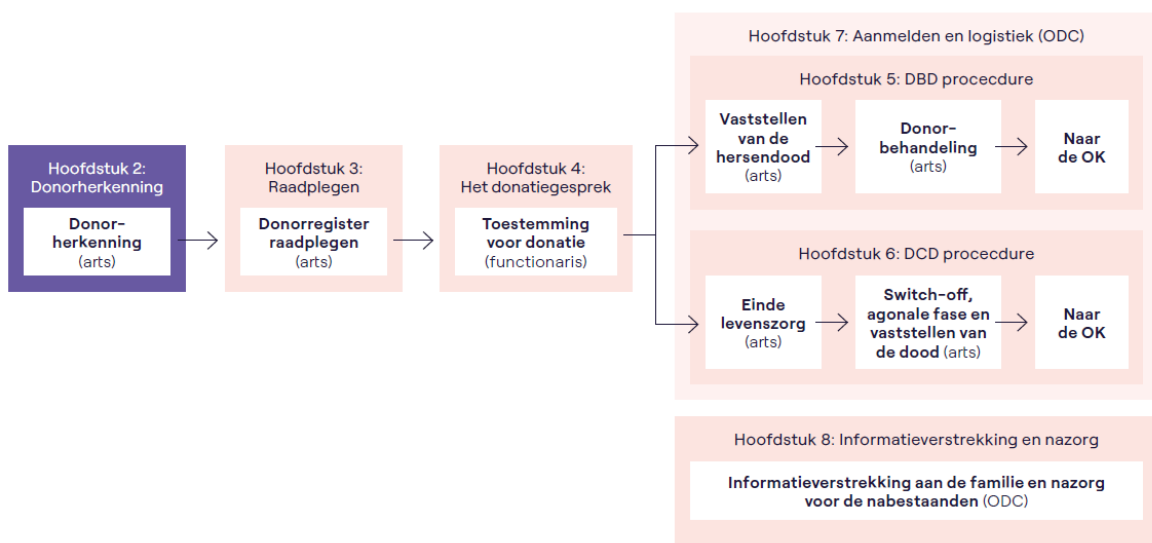 Hoofdstuk 7: Aanmelden en logistiek (ODC)
Hoofdstuk 5: DBD procecdure
Vaststellen
van de
hersendood
(arts)
Donor-
behandeling
(arts)
Naar
de OK
Hoofdstuk 2:
Donorherkenning
Donor-
herkenning
(arts)
Hoofdstuk 3:
Raadplegen
Donorregister
raadplegen
(arts)
Hoofdstuk 4:
Het donatiegesprek
Toestemming
voor donatie
(functionaris)
Hoofdstuk 6: DCD procecdure
Einde
levenszorg
(arts)
Switch-off,
agonale fase en
vaststellen van
de dood (arts)
Naar
de OK
Hoofdstuk 8: Informatieverstrekking en nazorg
Informatieverstrekking aan de familie en nazorg
voor de nabestaanden (ODC)